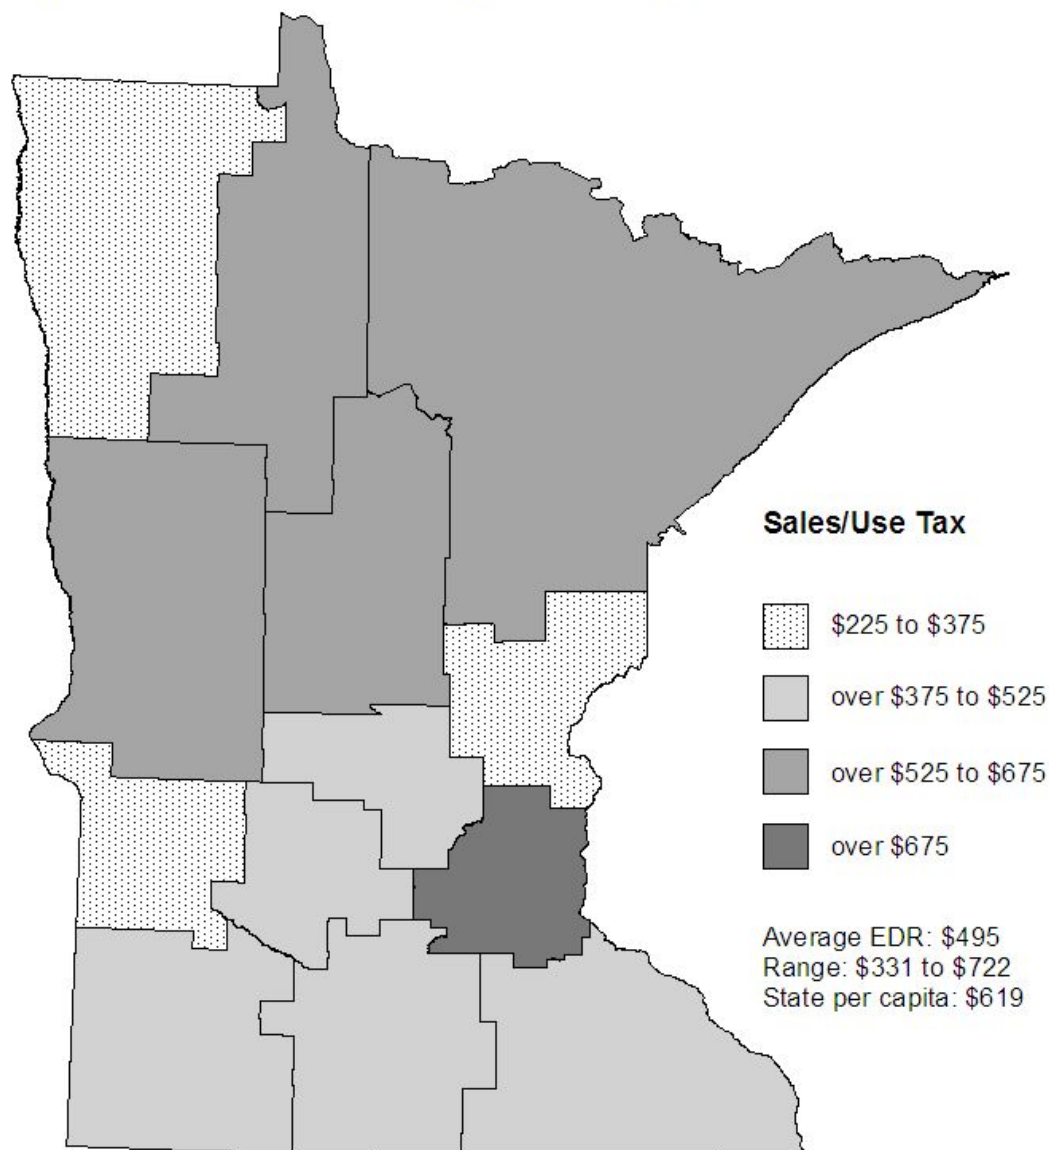 Sales/Use Tax
$225 to $375
over $375 to $525
over $525 to $675
over $675
Average EDR: $495
Range: $331 to $722
State per capita: $619